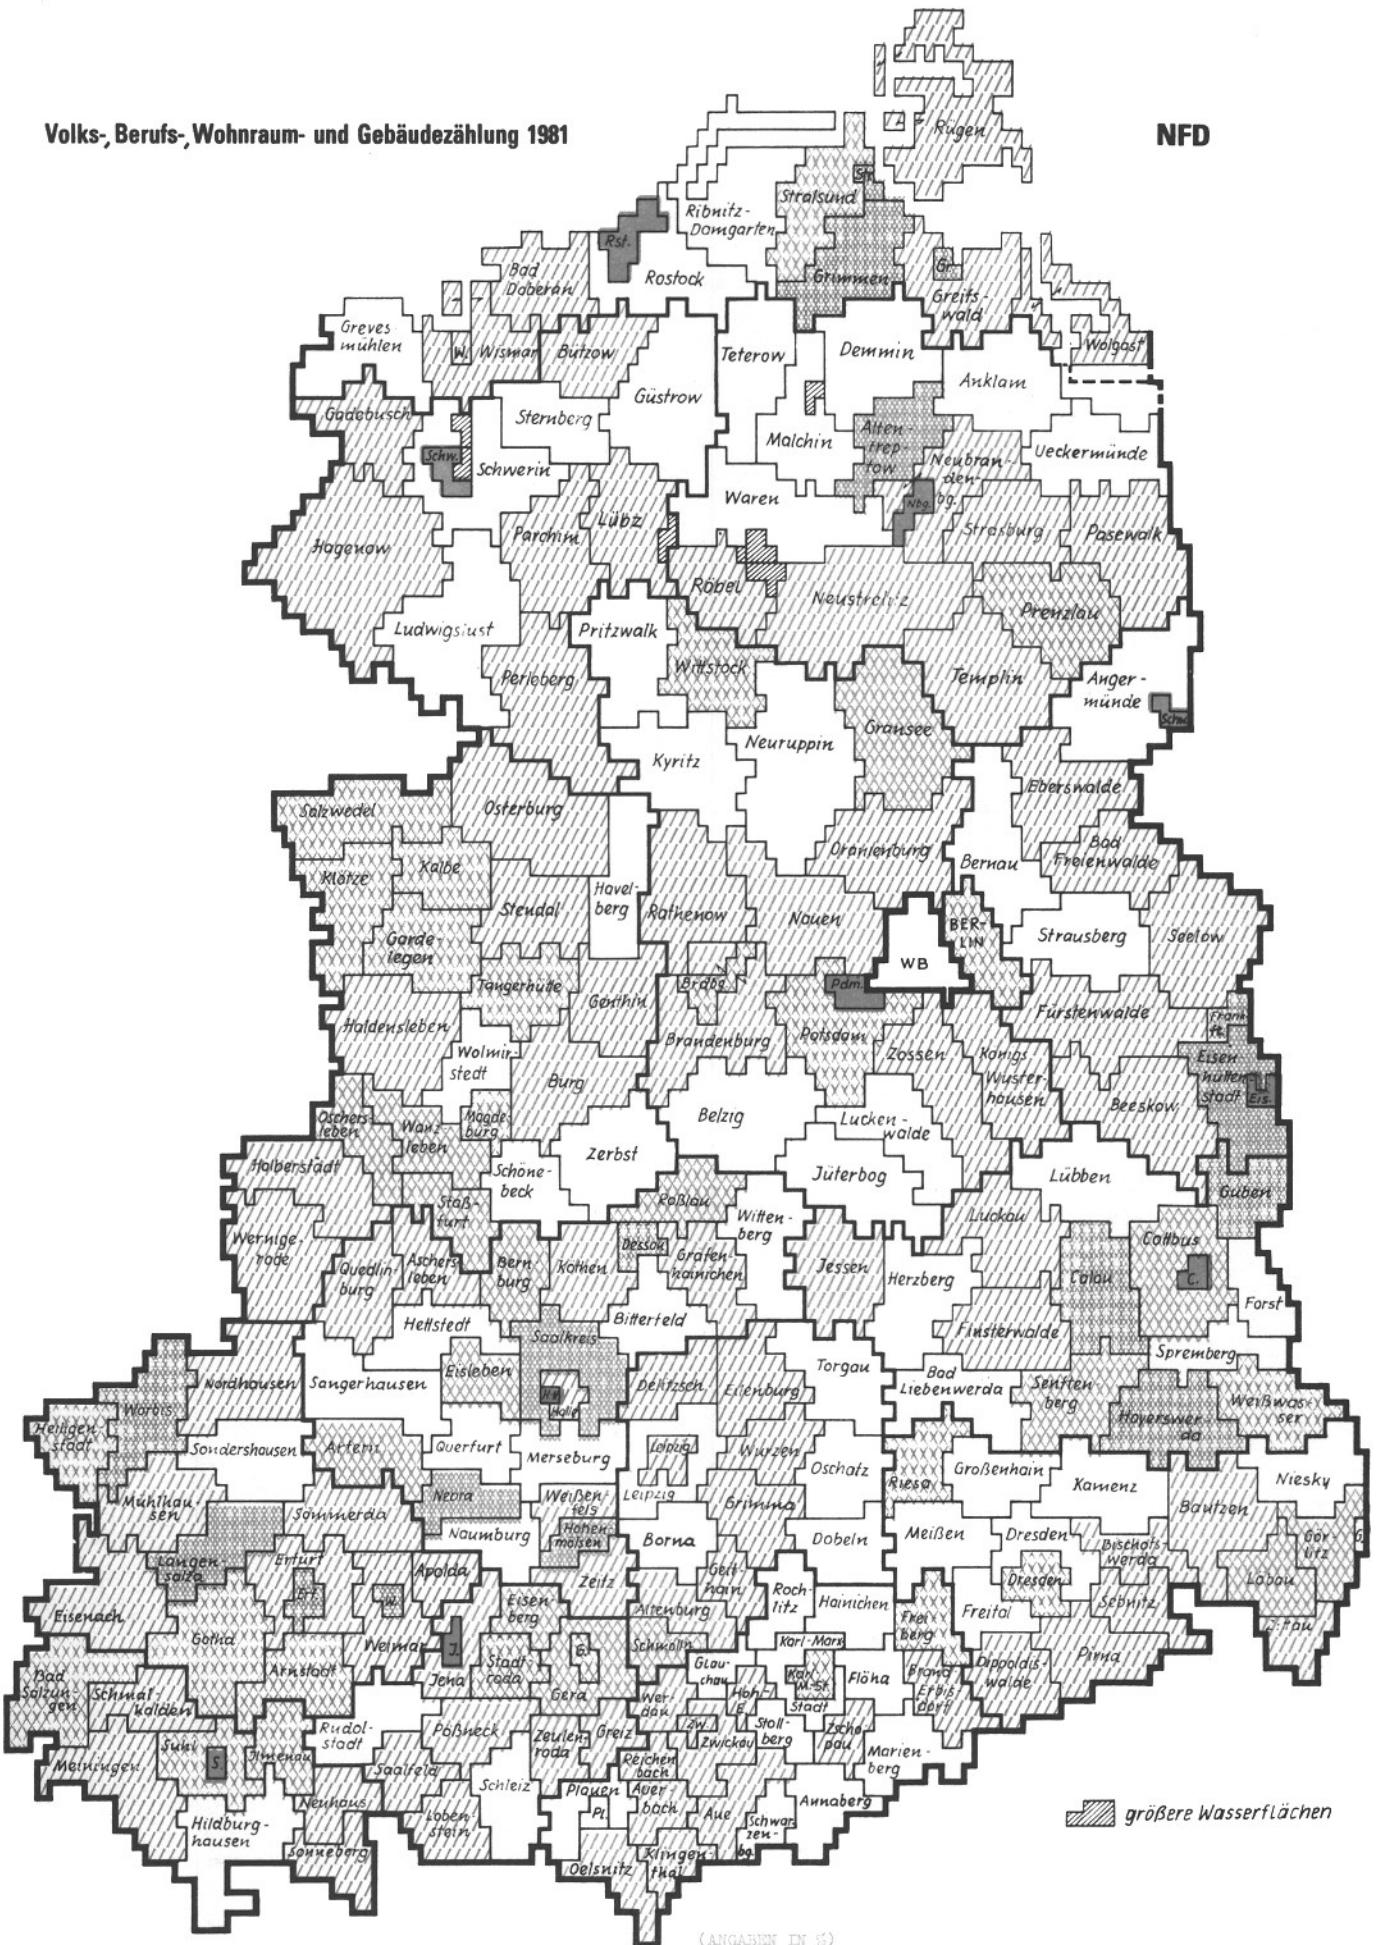 Volks-, Berufs-, Wohnraum- und Gebäudezählung 1981
NFD
Rügen
Str.
Stralsund
Ribnitz-
Damgarten
Rst.
Rostock
Grimmen
Gr.
Greifs-
wald
Bad
Doberan
Greves
mühlen
W.
Wismar
Bützow
Teterow
Demmin
Wolgast
Anklam
Güstrow
Gadebusch
Sternberg
Malchin
Alten-
trep-
tow
Ueckermünde
Schw.
Schwerin
Neubran-
den-
bg.
Waren
Nbg.
Hagenow
Parchim
Lübz
Strasburg
Pasewalk
Röbel
Neustrelitz
Prenzlau
Ludwigslust
Pritzwalk
Wittstock
Perleberg
Templin
Anger-
münde
Schw.
Gransee
Kyritz
Neuruppin
Eberswalde
Salzwedel
Osterburg
Oranienburg
Bernau
Bad
Freienwalde
Klötze
Kalbe
Havel-
berg
Stendal
Rathenow
Nauen
BER-
LIN
Strausberg
Seelow
Garde-
legen
WB
Tangerhütte
Genthin
Brdbg.
Pdm.
Haldensleben
Brandenburg
Potsdam
Fürstenwalde
Frank-
ft.
Wolmir-
stedt
Zossen
Königs
Wuster-
hausen
Eisen
hütten
stadt
Eis.
Burg
Beeskow
Oschers-
leben
Wanz
leben
Magde-
burg
Belzig
Lucken-
walde
Halberstadt
Schöne-
beck
Zerbst
Jüterbog
Lübben
Guben
Staß-
furt
Roßlau
Witten-
berg
Luckau
Wernige-
rode
Quedlin-
burg
Aschers-
leben
Bern
burg
Köthen
Dessau
Gräfen-
hainichen
Jessen
Herzberg
Calau
Cottbus
C.
Forst
Hettstedt
Bitterfeld
Finsterwalde
Spremberg
Saalkreis
Nordhausen
Sangerhausen
Eisleben
Halle
Delitzsch
Eilenburg
Torgau
Bad
Liebenwerda
Senften
berg
Hoyerswer-
da
Weißwas-
ser
Worbis
Heiligen
stadt
Sondershausen
Artern
Querfurt
Merseburg
Leipzig
Leipzig
Wurzen
Oschatz
Riesa
Großenhain
Kamenz
Niesky
Mühlhau-
sen
Sömmerda
Nebra
Weißen-
fels
Grimma
Bautzen
Naumburg
Hohen-
mölsen
Borna
Döbeln
Meißen
Dresden
Bischofs-
werda
Gör-
litz
G.
Langen-
salza
Erfurt
Apolda
Zeitz
Geit
hain
Dresden
Löbau
Erf.
W.
Eisen-
berg
Altenburg
Roch-
litz
Hainichen
Frei
berg
Freital
Sebnitz
Zittau
Eisenach
Gotha
Weimar
J.
Jena
Stadt-
roda
G.
Gera
Schmölln
Karl-Marx
Stadt
Karl-
M-St.
Flöha
Brand
Erbis-
dorf
Dippoldis-
walde
Pirna
Bad
Salzun-
gen
Schmal-
kalden
Arnstadt
Glau-
chau
Hoh-
E.
Wer-
dau
Zw.
Zwickau
Stoll-
berg
Zscho-
pau
Marien-
berg
Meiningen
Suhl
S.
Ilmenau
Rudol-
stadt
Pößneck
Saalfeld
Zeulen-
roda
Greiz
Reichen
bach
Schleiz
Plauen
Pl.
Auer-
bach
Aue
Schwar-
zen-
bg.
Annaberg
Neuhaus
Loben-
stein
Hildburg-
hausen
Sonneberg
Oelsnitz
Klingen-
thal
größere Wasserflächen
(ANGABEN IN %)